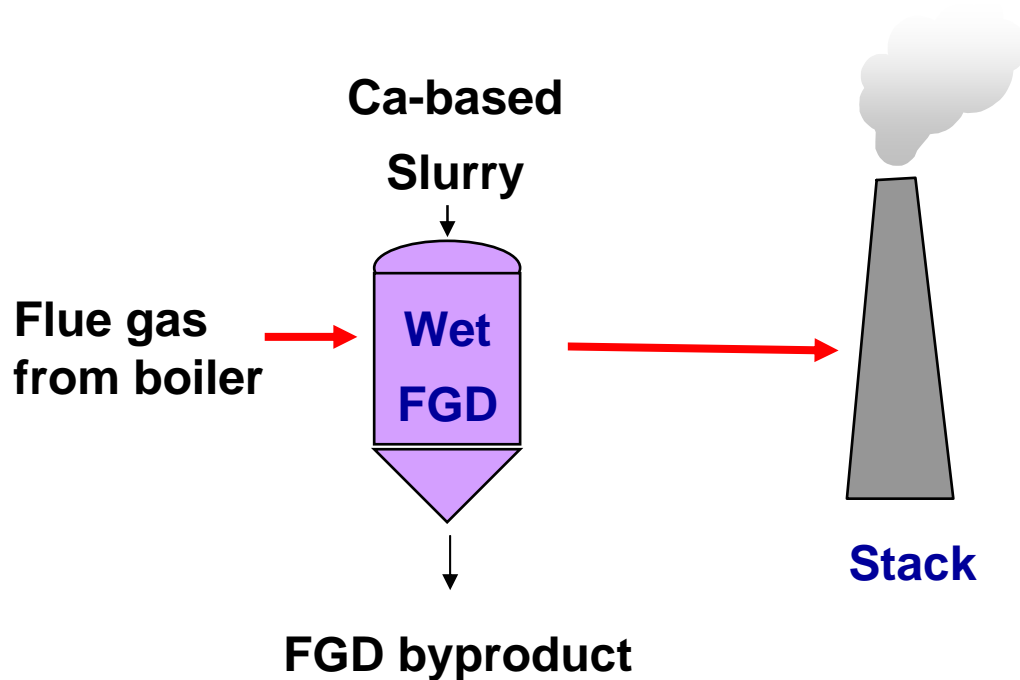 Ca-based
Slurry
Flue gas
from boiler
Wet
FGD
Stack
FGD byproduct